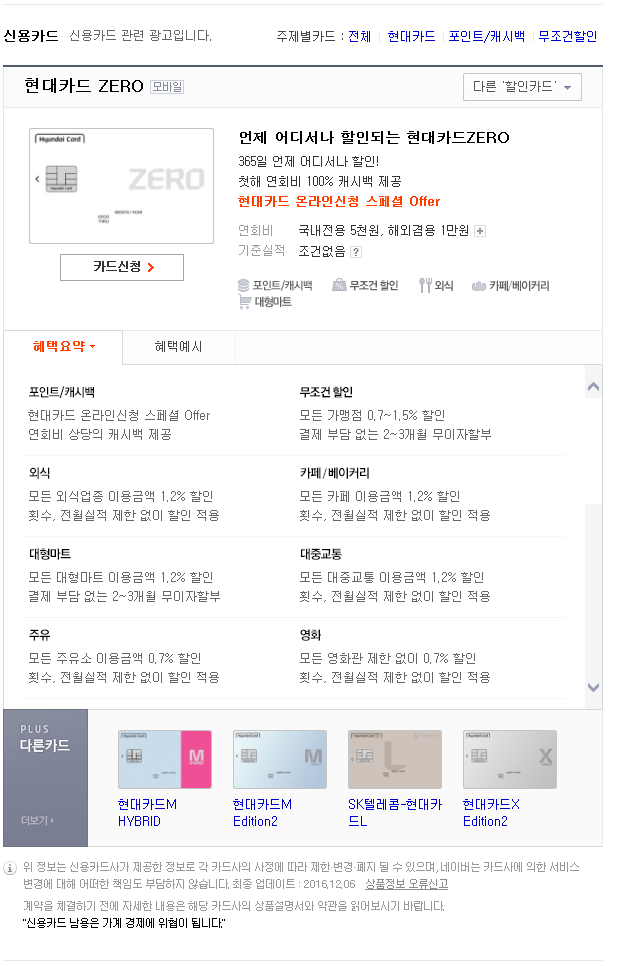 신용카드 신용카드 관련 광고입니다. 주제별카드 : 전체 현대카드 포인트/캐시백 무조건할인
현대카드 ZERO 모바일 다른 '할인카드'
Hyundai Card
ZERO
MONTH/YEAR
GOOD
THRU
카드신청
언제 어디서나 할인되는 현대카드ZERO
365일 언제 어디서나 할인!
첫해 연회비 100% 캐시백 제공
현대카드 온라인신청 스페셜 Offer
연회비 국내전용 5천원, 해외겸용 1만원 +
기준실적 조건없음 ?
포인트/캐시백 무조건 할인 외식 카페/베이커리
대형마트
혜택요약 혜택예시
포인트/캐시백
현대카드 온라인신청 스페셜 Offer
연회비 상당의 캐시백 제공
무조건 할인
모든 가맹점 0.7~1.5% 할인
결제 부담 없는 2~3개월 무이자할부
외식
모든 외식업종 이용금액 1.2% 할인
횟수, 전월실적 제한 없이 할인 적용
카페/베이커리
모든 카페 이용금액 1.2% 할인
횟수, 전월실적 제한 없이 할인 적용
대형마트
모든 대형마트 이용금액 1.2% 할인
결제 부담 없는 2~3개월 무이자할부
대중교통
모든 대중교통 이용금액 1.2% 할인
횟수, 전월실적 제한 없이 할인 적용
주유
모든 주유소 이용금액 0.7% 할인
횟수, 전월실적 제한 없이 할인 적용
영화
모든 영화관 제한 없이 0.7% 할인
횟수, 전월실적 제한 없이 할인 적용
PLUS
다른카드
더보기
M
현대카드M
HYBRID
M
현대카드M
Edition2
L
SK텔레콤-현대카
드L
X
현대카드X
Edition2
위 정보는 신용카드사가 제공한 정보로 각 카드사의 사정에 따라 제한·변경·폐지 될 수 있으며, 네이버는 카드사에 의한 서비스
변경에 대해 어떠한 책임도 부담하지 않습니다. 최종 업데이트 : 2016.12.06 상품정보 오류신고
계약을 체결하기 전에 자세한 내용은 해당 카드사의 상품설명서와 약관을 읽어보시기 바랍니다.
"신용카드 남용은 가계 경제에 위협이 됩니다."